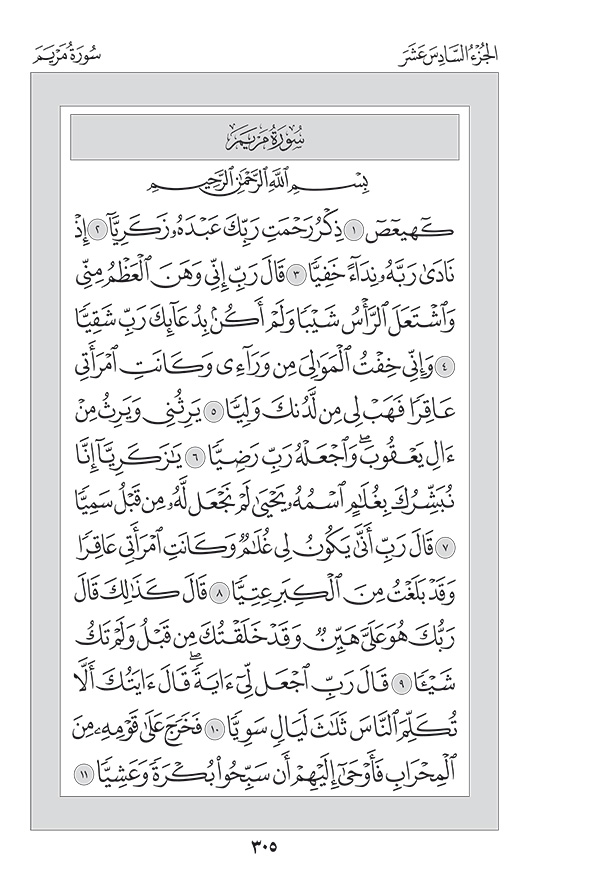 الجُزْءُ السَّادِسَ عَشَرَ
سُورَةُ مَرْيَمَ
سُورَةُ مَرْيَمَ
بِسْمِ ٱللَّهِ ٱلرَّحْمَٰنِ ٱلرَّحِيمِ
كٓهيعٓصٓ ١ ذِكْرُ رَحْمَتِ رَبِّكَ عَبْدَهُۥ زَكَرِيَّآ ٢ إِذْ
نَادَىٰ رَبَّهُۥ نِدَآءً خَفِيًّا ٣ قَالَ رَبِّ إِنِّي وَهَنَ ٱلْعَظْمُ مِنِّي
وَٱشْتَعَلَ ٱلرَّأْسُ شَيْبًا وَلَمْ أَكُنۢ بِدُعَآئِكَ رَبِّ شَقِيًّا
٤ وَإِنِّي خِفْتُ ٱلْمَوَٰلِيَ مِن وَرَآءِي وَكَانَتِ ٱمْرَأَتِي
عَاقِرًا فَهَبْ لِي مِن لَّدُنكَ وَلِيًّا ٥ يَرِثُنِي وَيَرِثُ مِنْ
ءَالِ يَعْقُوبَۖ وَٱجْعَلْهُ رَبِّ رَضِيًّا ٦ يَٰزَكَرِيَّآ إِنَّا
نُبَشِّرُكَ بِغُلَٰمٍ ٱسْمُهُۥ يَحْيَىٰ لَمْ نَجْعَل لَّهُۥ مِن قَبْلُ سَمِيًّا
٧ قَالَ رَبِّ أَنَّىٰ يَكُونُ لِي غُلَٰمٌ وَكَانَتِ ٱمْرَأَتِي عَاقِرًا
وَقَدْ بَلَغْتُ مِنَ ٱلْكِبَرِ عِتِيًّا ٨ قَالَ كَذَٰلِكَ قَالَ
رَبُّكَ هُوَ عَلَيَّ هَيِّنٌ وَقَدْ خَلَقْتُكَ مِن قَبْلُ وَلَمْ تَكُ
شَيْـًٔا ٩ قَالَ رَبِّ ٱجْعَل لِّيٓ ءَايَةًۖ قَالَ ءَايَتُكَ أَلَّا
تُكَلِّمَ ٱلنَّاسَ ثَلَٰثَ لَيَالٍ سَوِيًّا ١٠ فَخَرَجَ عَلَىٰ قَوْمِهِۦ مِنَ
ٱلْمِحْرَابِ فَأَوْحَىٰٓ إِلَيْهِمْ أَن سَبِّحُوا۟ بُكْرَةً وَعَشِيًّا ١١
٣٠٥